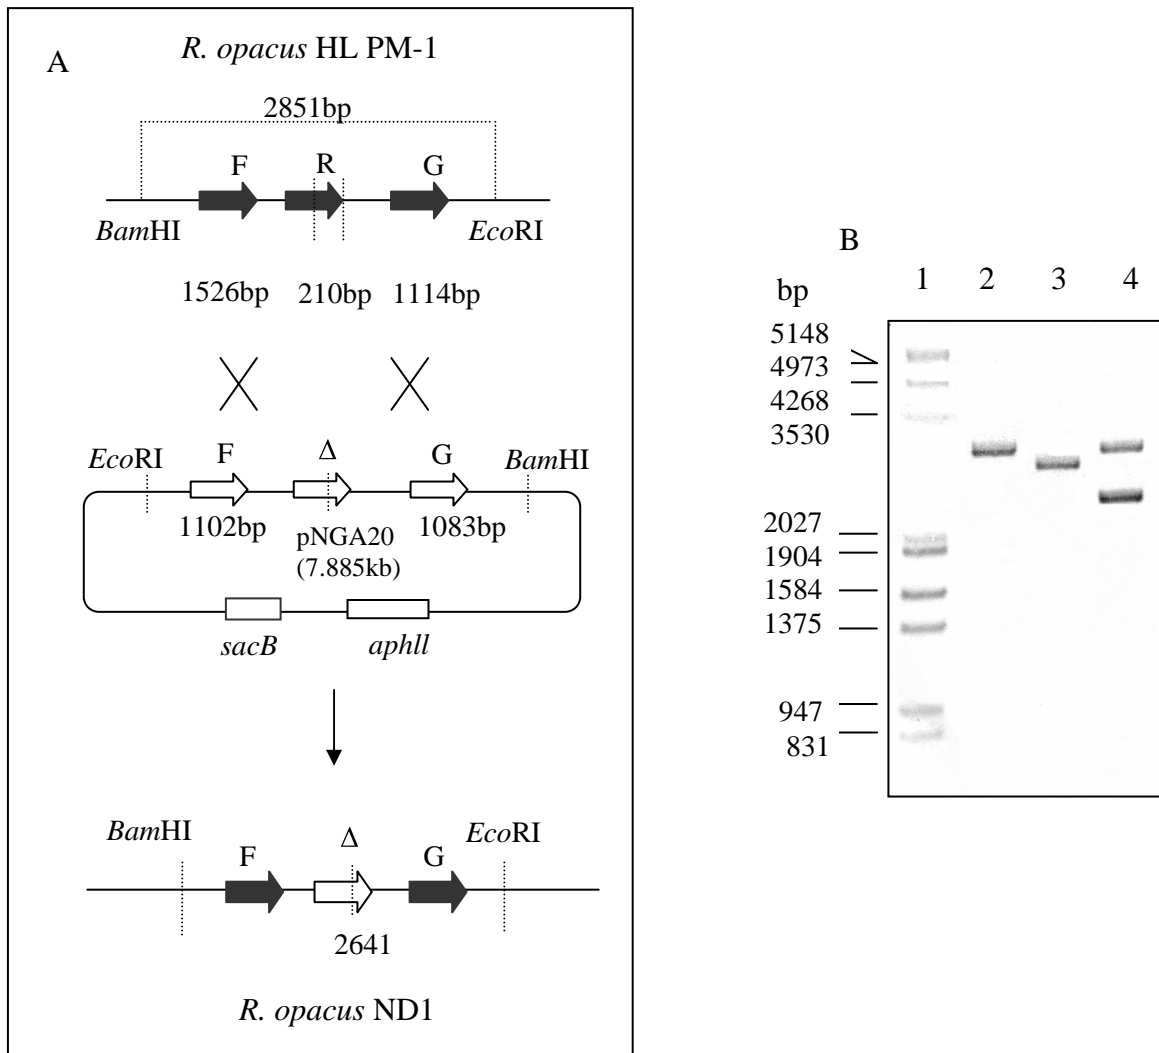 A
R. opacus HL PM-1
2851bp
F R G
BamHI EcoRI
1526bp 210bp 1114bp
EcoRI F Δ G BamHI
1102bp 1083bp
pNGA20
(7.885kb)
sacB aphll
BamHI EcoRI
F Δ G
2641
R. opacus ND1
B
bp 1 2 3 4
5148
4973
4268
3530
2027
1904
1584
1375
947
831